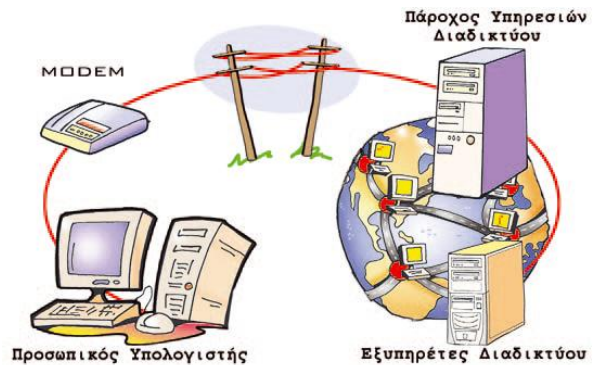 Πάροχος Υπηρεσιών
Διαδικτύου
MODEM
Προσωπικός Υπολογιστής
Εξυπηρέτες Διαδικτύου